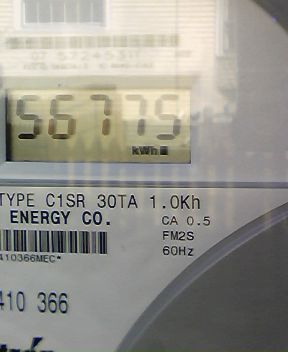 56775
kWh
TYPE C1SR 30TA 1.0Kh
ENERGY CO. CA 0.5
FM2S
410366MEC* 60Hz
410 366